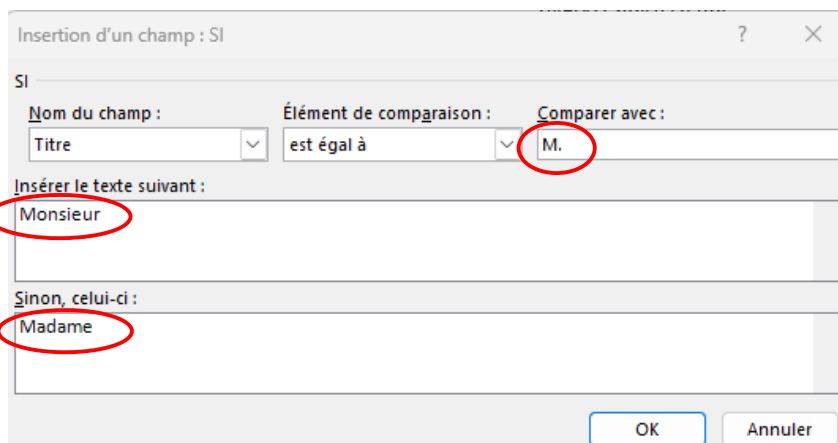 Insertion d'un champ : SI ?
SI
Nom du champ : Élément de comparaison : Comparer avec :
Titre est égal à M.
Insérer le texte suivant :
Monsieur
Sinon, celui-ci :
Madame
OK Annuler